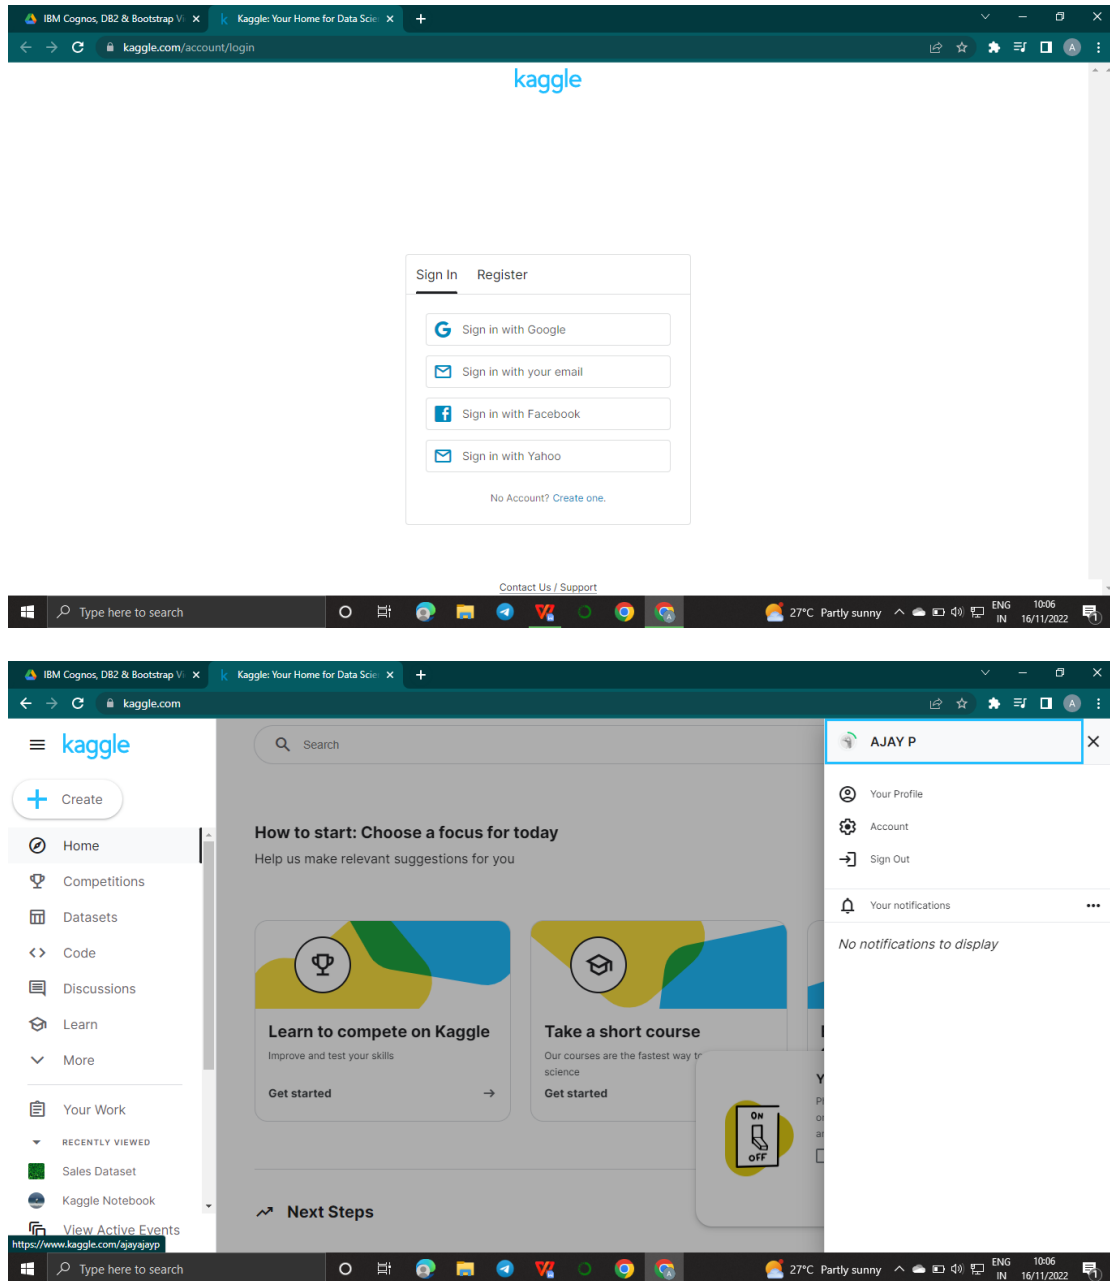 IBM Cognos, DB2 & Bootstrap Vi
Kaggle: Your Home for Data Scie
kaggle.com/account/login
A
kaggle
Sign In Register
Sign in with Google
Sign in with your email
Sign in with Facebook
Sign in with Yahoo
No Account? Create one.
Contact Us / Support
Type here to search
27°C Partly sunny
ENG
IN
10:06
16/11/2022
1
IBM Cognos, DB2 & Bootstrap Vi
Kaggle: Your Home for Data Scie
kaggle.com
A
kaggle
Search
AJAY P
Create
Your Profile
Account
Sign Out
Your notifications
No notifications to display
Home
Competitions
Datasets
Code
Discussions
Learn
More
Your Work
RECENTLY VIEWED
Sales Dataset
Kaggle Notebook
View Active Events
https://www.kaggle.com/ajayajayp
How to start: Choose a focus for today
Help us make relevant suggestions for you
Learn to compete on Kaggle
Improve and test your skills
Get started
Take a short course
Our courses are the fastest way to
science
Get started
ON
OFF
Next Steps
Type here to search
27°C Partly sunny
ENG
IN
10:06
16/11/2022
1